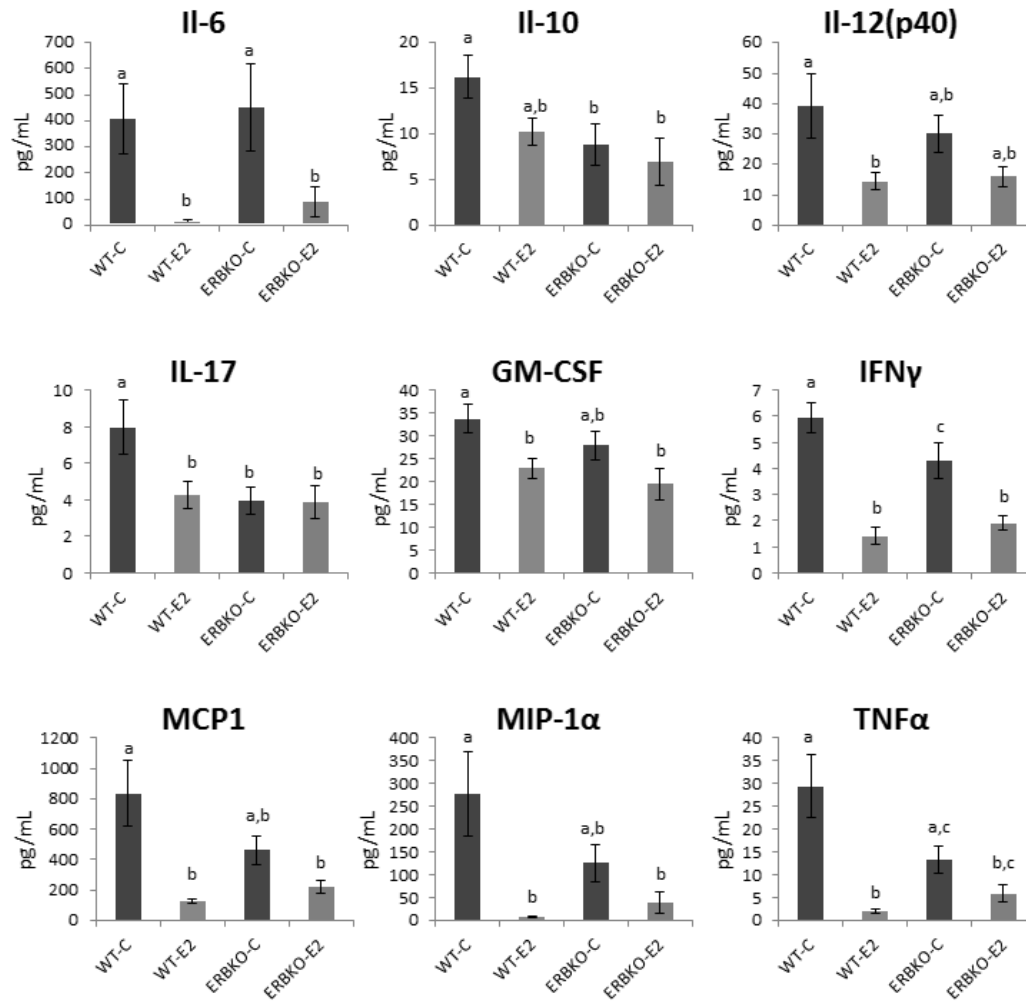 Il-6
700
600
500
400
300
200
100
0
pg/mL
a
b
a
b
WT-C
WT-E2
ERBKO-C
ERBKO-E2
Il-10
20
15
10
5
0
pg/mL
a
a,b
b
b
WT-C
WT-E2
ERBKO-C
ERBKO-E2
Il-12(p40)
60
50
40
30
20
10
0
pg/mL
a
b
a,b
a,b
WT-C
WT-E2
ERBKO-C
ERBKO-E2
IL-17
10
8
6
4
2
0
pg/mL
a
b
b
b
WT-C
WT-E2
ERBKO-C
ERBKO-E2
GM-CSF
40
35
30
25
20
15
10
5
0
pg/mL
a
b
a,b
b
WT-C
WT-E2
ERBKO-C
ERBKO-E2
IFNγ
7
6
5
4
3
2
1
0
pg/mL
a
b
c
b
WT-C
WT-E2
ERBKO-C
ERBKO-E2
MCP1
1200
1000
800
600
400
200
0
pg/mL
a
b
a,b
b
WT-C
WT-E2
ERBKO-C
ERBKO-E2
MIP-1α
400
350
300
250
200
150
100
50
0
pg/mL
a
b
a,b
b
WT-C
WT-E2
ERBKO-C
ERBKO-E2
TNFα
40
35
30
25
20
15
10
5
0
pg/mL
a
b
a,c
b,c
WT-C
WT-E2
ERBKO-C
ERBKO-E2